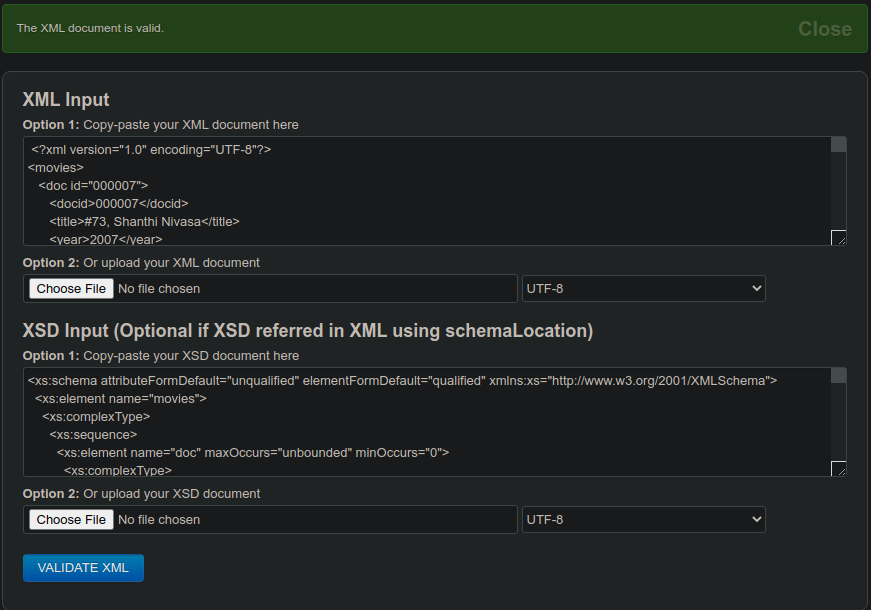 The XML document is valid.
Close
XML Input
Option 1: Copy-paste your XML document here
<?xml version="1.0" encoding="UTF-8"?>
<movies>
<doc id="000007">
<docid>000007</docid>
<title>#73, Shanthi Nivasa</title>
<year>2007</year>
Option 2: Or upload your XML document
Choose File No file chosen
UTF-8
XSD Input (Optional if XSD referred in XML using schemaLocation)
Option 1: Copy-paste your XSD document here
<xs:schema attributeFormDefault="unqualified" elementFormDefault="qualified" xmlns:xs="http://www.w3.org/2001/XMLSchema">
<xs:element name="movies">
<xs:complexType>
<xs:sequence>
<xs:element name="doc" maxOccurs="unbounded" minOccurs="0">
<xs:complexType>
Option 2: Or upload your XSD document
Choose File No file chosen
UTF-8
VALIDATE XML